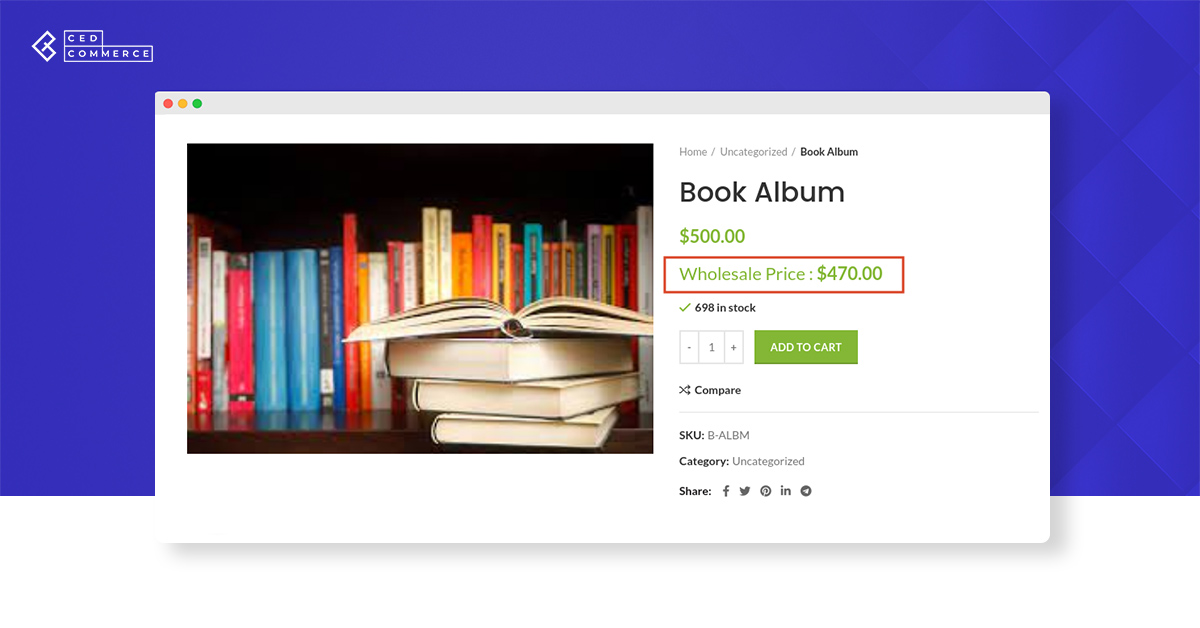 CED
COMMERCE
Home / Uncategorized / Book Album
Book Album
$500.00
Wholesale Price : $470.00
698 in stock
- 1 +
ADD TO CART
Compare
SKU: B-ALBM
Category: Uncategorized
Share: